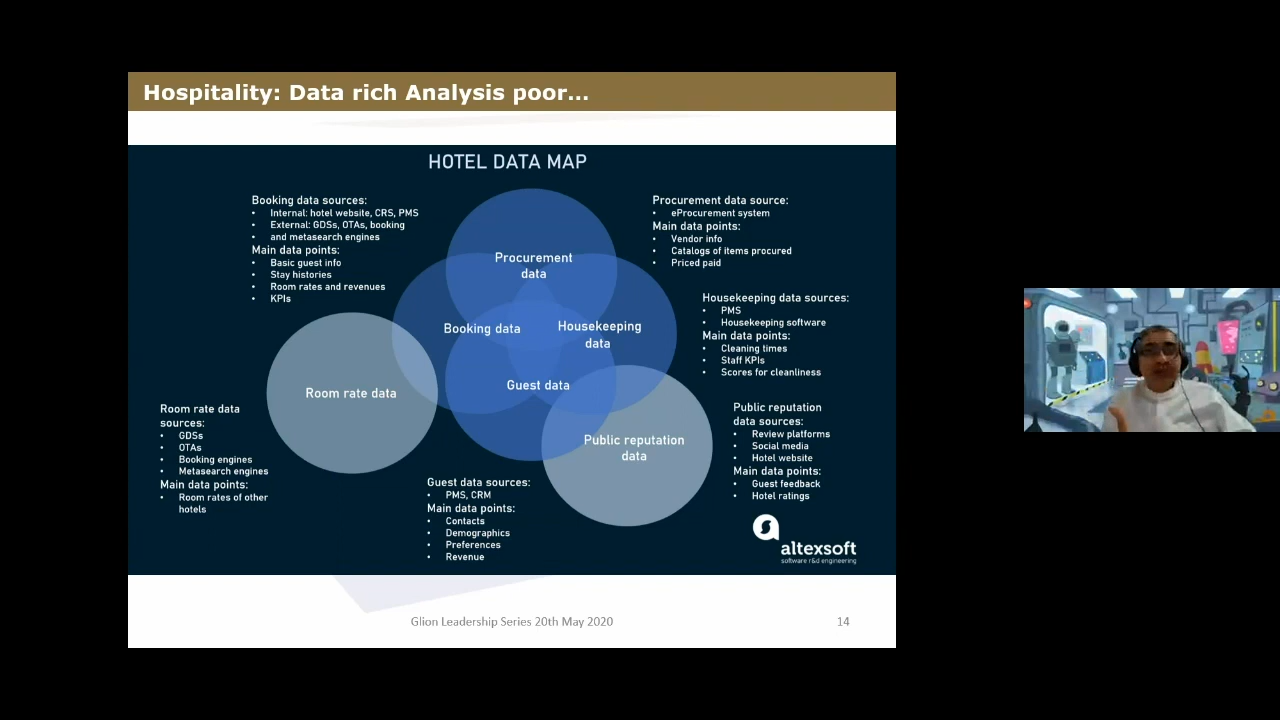 Hospitality: Data rich Analysis poor...
HOTEL DATA MAP
Booking data sources:
• Internal: hotel website, CRS, PMS
• External: GDSs, OTAs, booking
• and metasearch engines
Main data points:
• Basic guest info
• Stay histories
• Room rates and revenues
• KPIs
Procurement data source:
• eProcurement system
Main data points:
• Vendor info
• Catalogs of items procured
• Priced paid
Procurement
data
Booking data
Housekeeping
data
Guest data
Room rate data
Public reputation
data
Housekeeping data sources:
• PMS
• Housekeeping software
Main data points:
• Cleaning times
• Staff KPIs
• Scores for cleanliness
Room rate data
sources:
• GDSs
• OTAs
• Booking engines
• Metasearch engines
Main data points:
• Room rates of other
hotels
Public reputation
data sources:
• Review platforms
• Social media
• Hotel website
Main data points:
• Guest feedback
• Hotel ratings
Guest data sources:
• PMS, CRM
Main data points:
• Contacts
• Demographics
• Preferences
• Revenue
altexsoft
software r&d engineering
Glion Leadership Series 20th May 2020
14